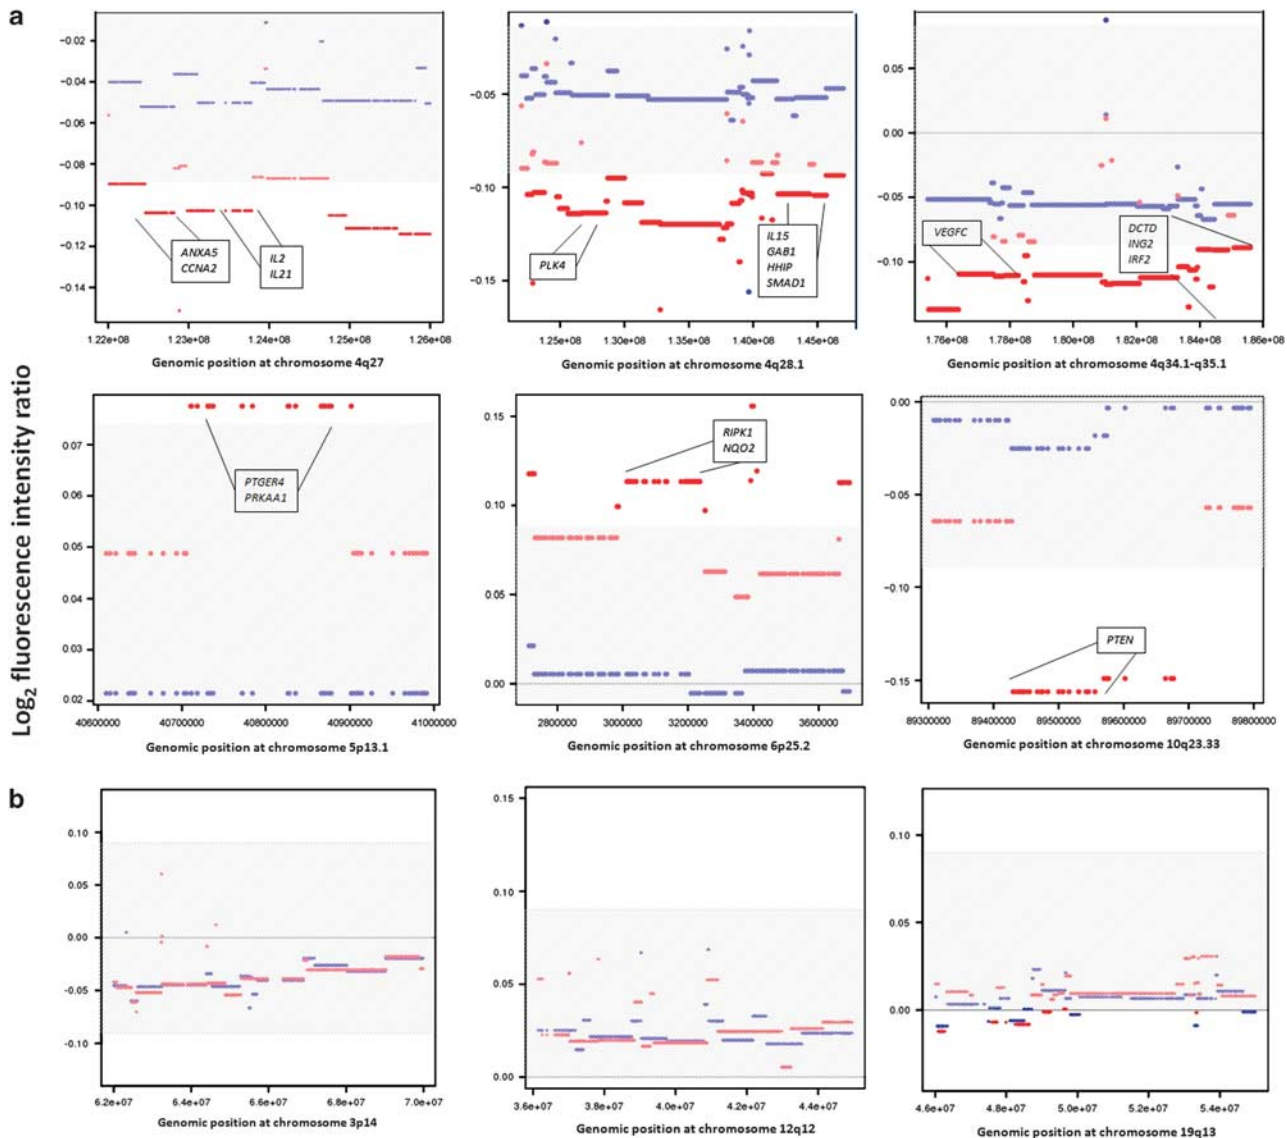 a
−0.02
−0.04
−0.06
−0.08
−0.10
−0.12
−0.14
ANXA5
CCNA2
IL2
IL21
1.22e+08 1.23e+08 1.24e+08 1.25e+08 1.26e+08
Genomic position at chromosome 4q27
−0.05
−0.10
−0.15
PLK4
IL15
GAB1
HHIP
SMAD1
1.25e+08 1.30e+08 1.35e+08 1.40e+08 1.45e+08
Genomic position at chromosome 4q28.1
0.00
−0.05
−0.10
VEGFC
DCTD
ING2
IRF2
1.76e+08 1.78e+08 1.80e+08 1.82e+08 1.84e+08 1.86e+08
Genomic position at chromosome 4q34.1-q35.1
Log2 fluorescence intensity ratio
0.07
0.06
0.05
0.04
0.03
0.02
PTGER4
PRKAA1
40600000 40700000 40800000 40900000 41000000
Genomic position at chromosome 5p13.1
0.15
0.10
0.05
0.00
RIPK1
NQO2
2800000 3000000 3200000 3400000 3600000
Genomic position at chromosome 6p25.2
0.00
−0.05
−0.10
−0.15
PTEN
89300000 89400000 89500000 89600000 89700000 89800000
Genomic position at chromosome 10q23.33
b
0.10
0.05
0.00
−0.05
−0.10
6.2e+07 6.4e+07 6.6e+07 6.8e+07 7.0e+07
Genomic position at chromosome 3p14
0.15
0.10
0.05
0.00
3.6e+07 3.8e+07 4.0e+07 4.2e+07 4.4e+07
Genomic position at chromosome 12q12
0.10
0.05
0.00
4.6e+07 4.8e+07 5.0e+07 5.2e+07 5.4e+07
Genomic position at chromosome 19q13